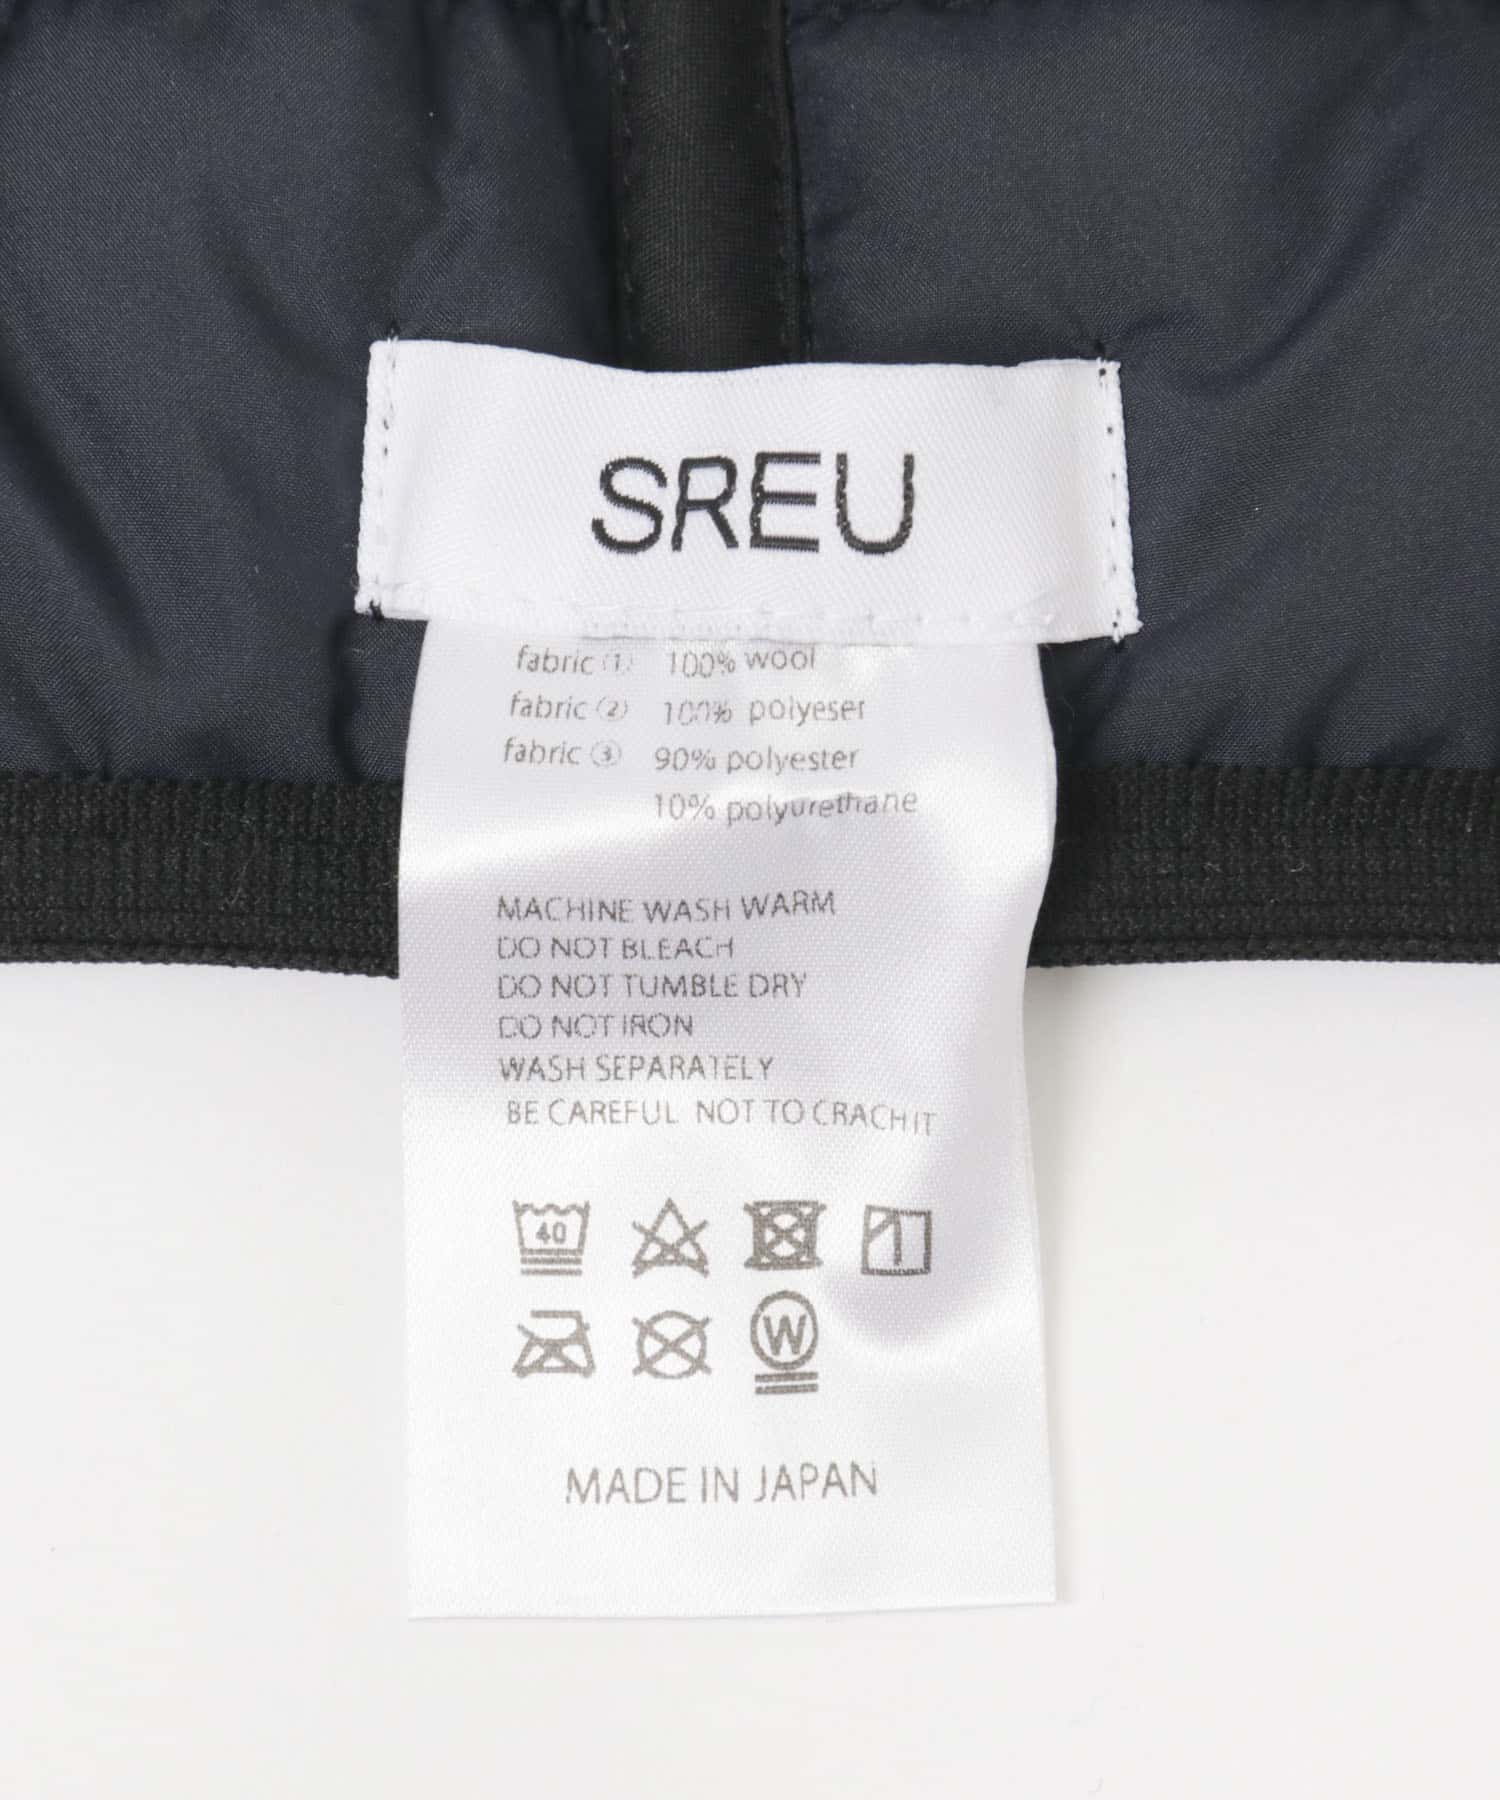 SREU
fabric (1) 100% wool
fabric (2) 100% polyeser
fabric ③ 90% polyester
10% polyurethane
MACHINE WASH WARM
DO NOT BLEACH
DO NOT TUMBLE DRY
DO NOT IRON
WASH SEPARATELY
BE CAREFUL NOT TO CRACH IT
40
W
MADE IN JAPAN